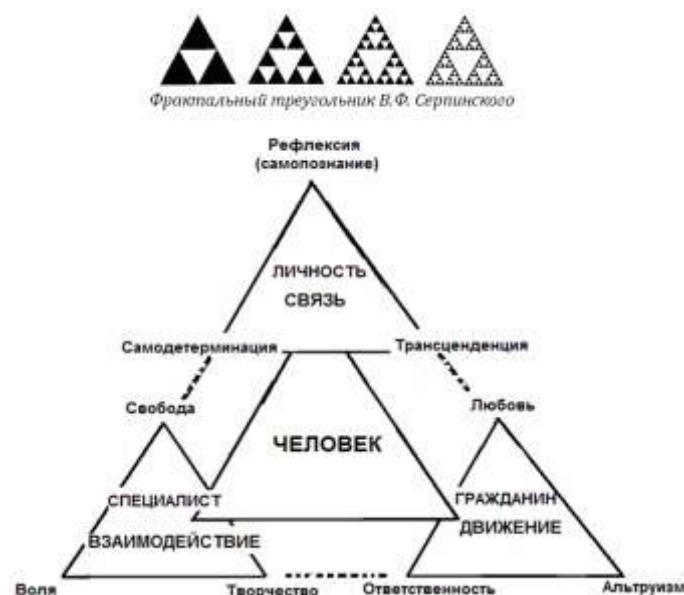 Фрактальный треугольник В.Ф. Серпинского
Рефлексия
(самопознание)
ЛИЧНОСТЬ
СВЯЗЬ
Самодетерминация
Трансценденция
Свобода
Любовь
ЧЕЛОВЕК
СПЕЦИАЛИСТ
ГРАЖДАНИН
ВЗАИМОДЕЙСТВИЕ
ДВИЖЕНИЕ
Воля
Творчество
Ответственность
Альтруизм